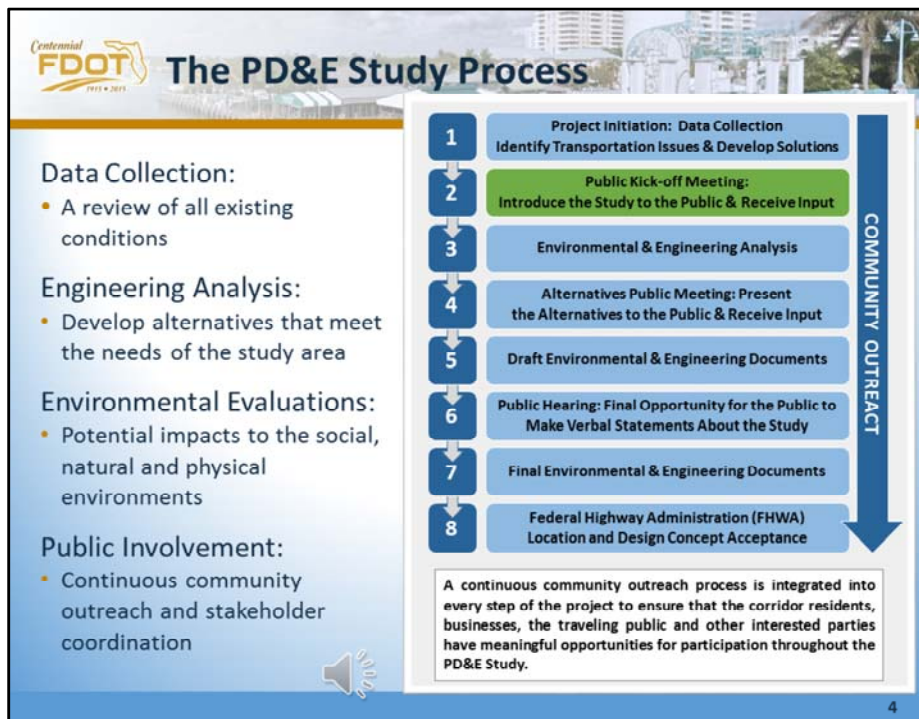 Centennial
FDOT
1915 • 2015
The PD&E Study Process
Data Collection:
• A review of all existing
conditions
Engineering Analysis:
• Develop alternatives that meet
the needs of the study area
Environmental Evaluations:
• Potential impacts to the social,
natural and physical
environments
Public Involvement:
• Continuous community
outreach and stakeholder
coordination
1
Project Initiation: Data Collection
Identify Transportation Issues & Develop Solutions
2
Public Kick-off Meeting:
Introduce the Study to the Public & Receive Input
3
Environmental & Engineering Analysis
4
Alternatives Public Meeting: Present
the Alternatives to the Public & Receive Input
5
Draft Environmental & Engineering Documents
6
Public Hearing: Final Opportunity for the Public to
Make Verbal Statements About the Study
7
Final Environmental & Engineering Documents
8
Federal Highway Administration (FHWA)
Location and Design Concept Acceptance
COMMUNITY OUTREACT
A continuous community outreach process is integrated into
every step of the project to ensure that the corridor residents,
businesses, the traveling public and other interested parties
have meaningful opportunities for participation throughout the
PD&E Study.
4